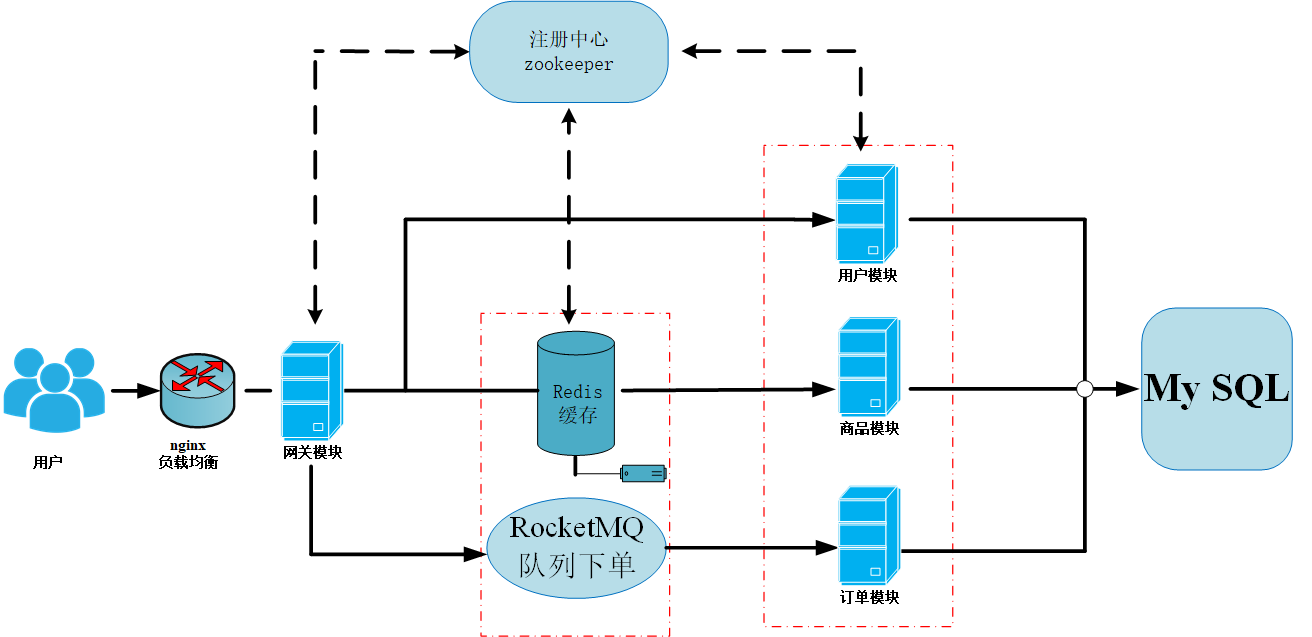 注册中心
zookeeper
用户模块
Redis
缓存
My SQL
商品模块
nginx
负载均衡
网关模块
用户
RocketMQ
队列下单
订单模块